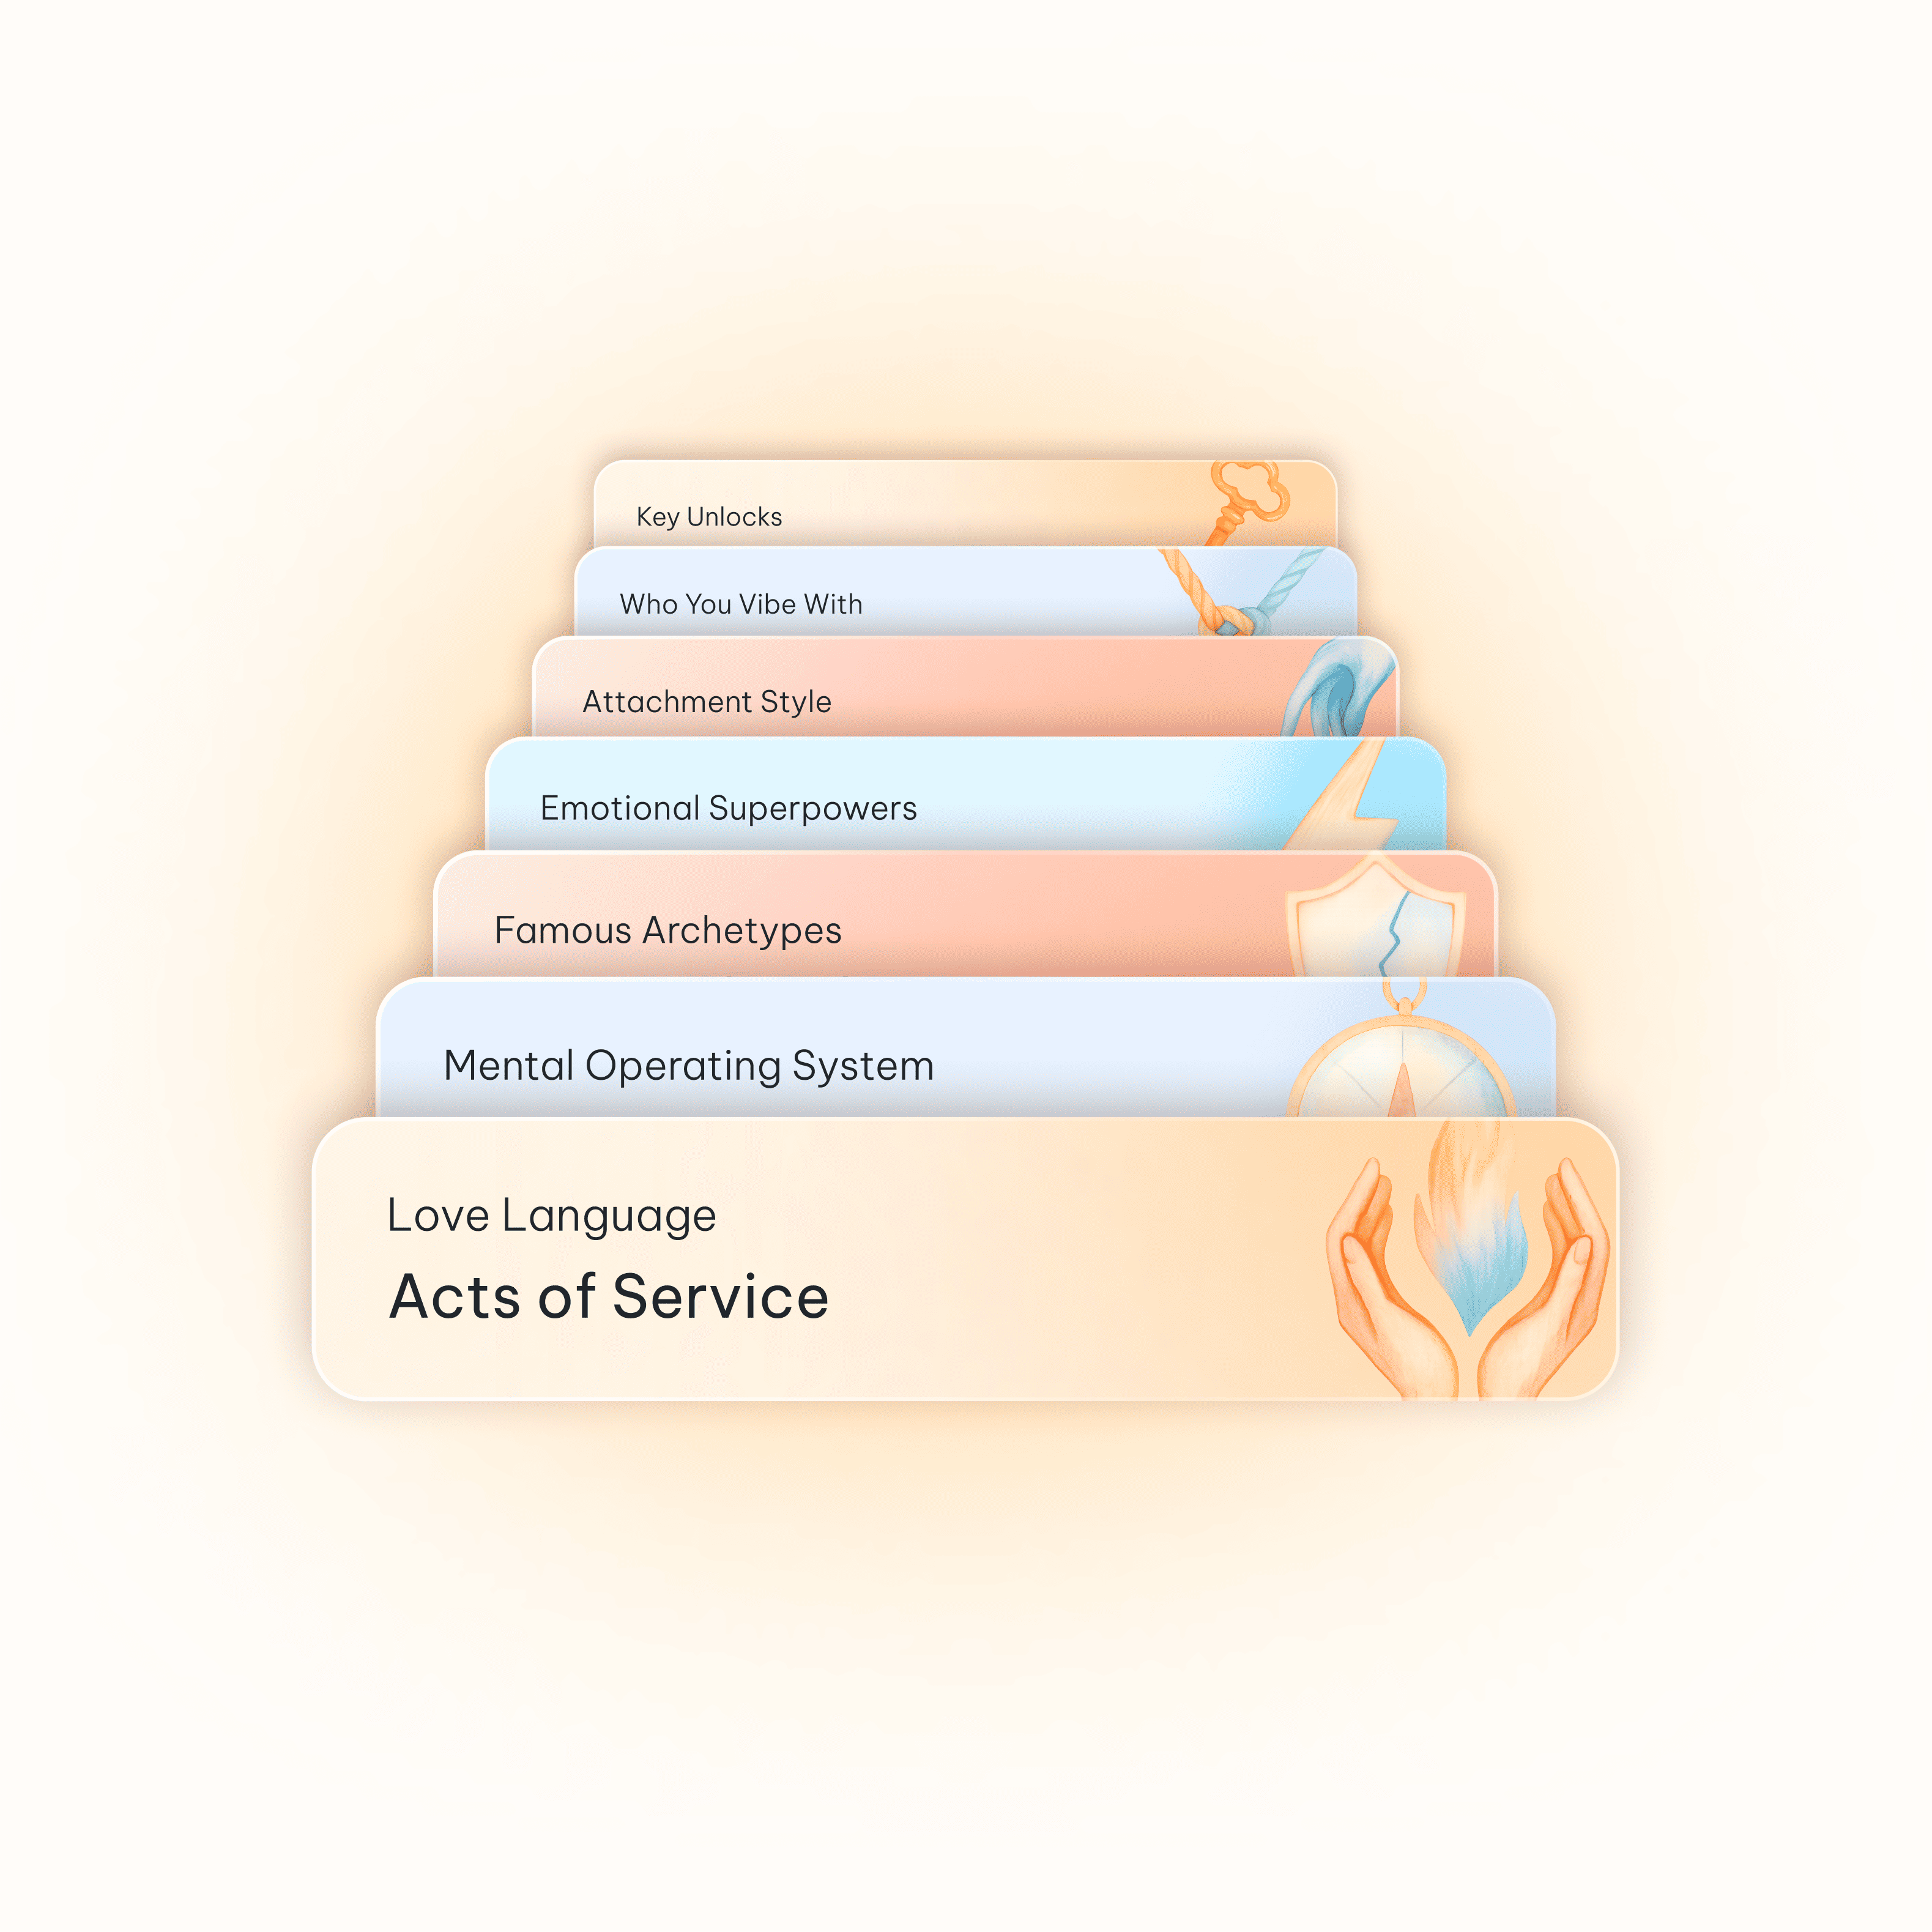 Key Unlocks
Who You Vibe With
Attachment Style
Emotional Superpowers
Famous Archetypes
Mental Operating System
Love Language
Acts of Service